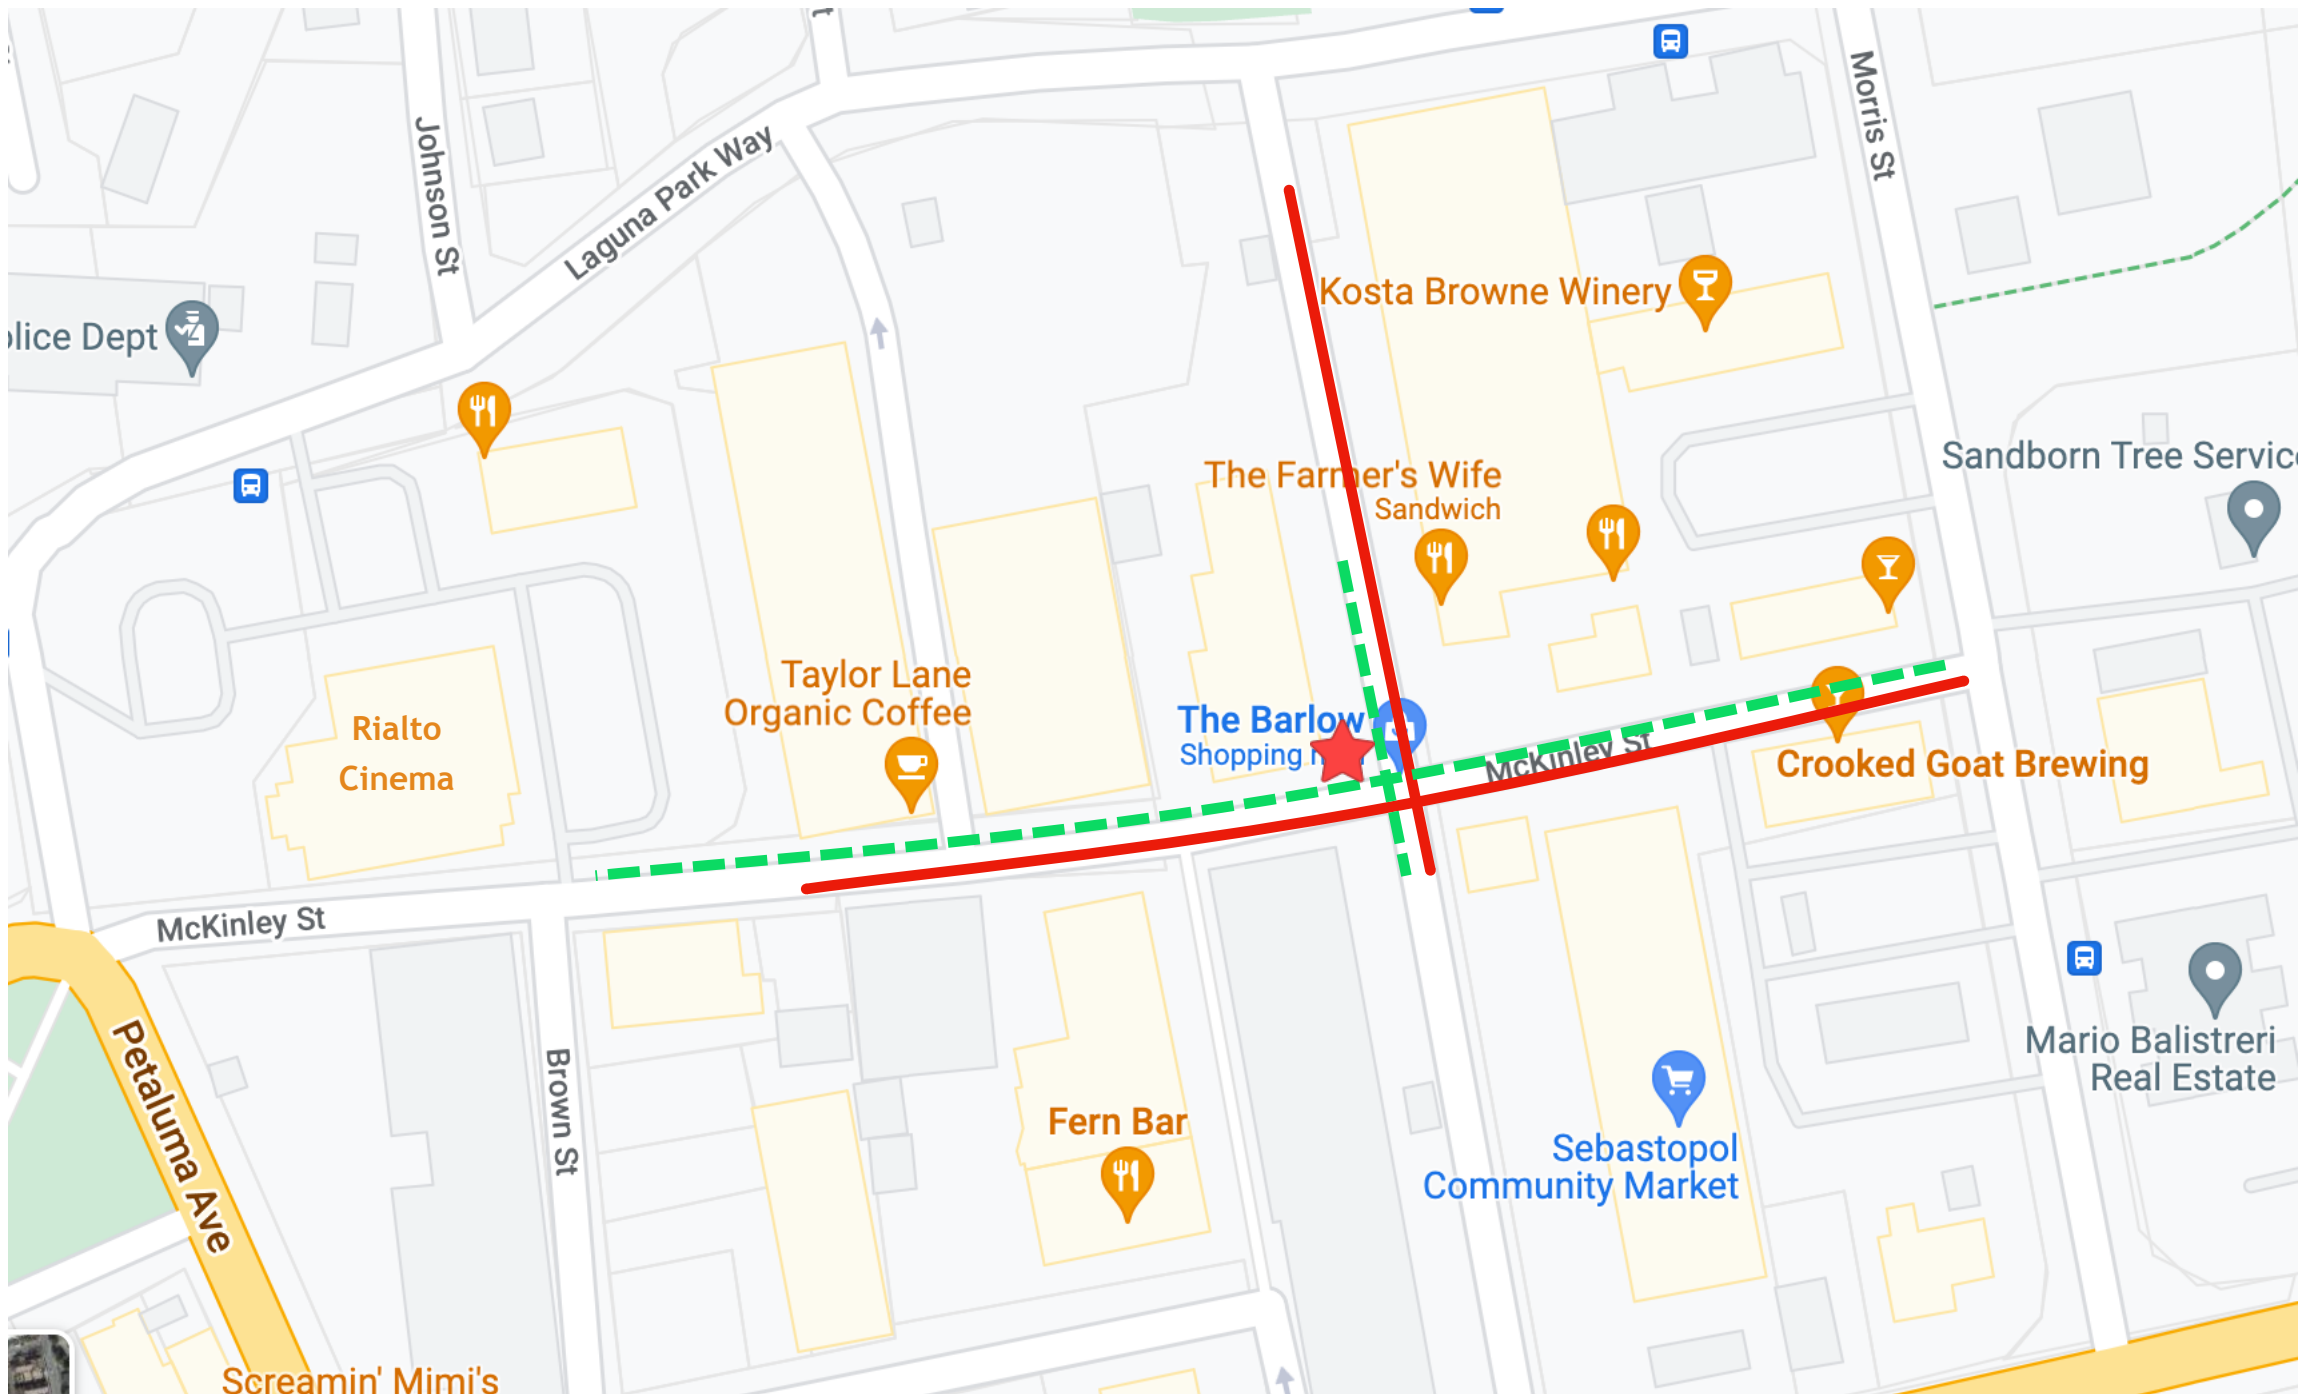 Johnson St
Laguna Park Way
Morris St
Kosta Browne Winery
lice Dept
Sandborn Tree Servic
The Farmer's Wife
Sandwich
Taylor Lane
Organic Coffee
Rialto
Cinema
The Barlow
Shopping
McKinley St
Crooked Goat Brewing
McKinley St
Petaluma Ave
Brown St
Fern Bar
Sebastopol
Community Market
Mario Balistreri
Real Estate
Screamin' Mimi's